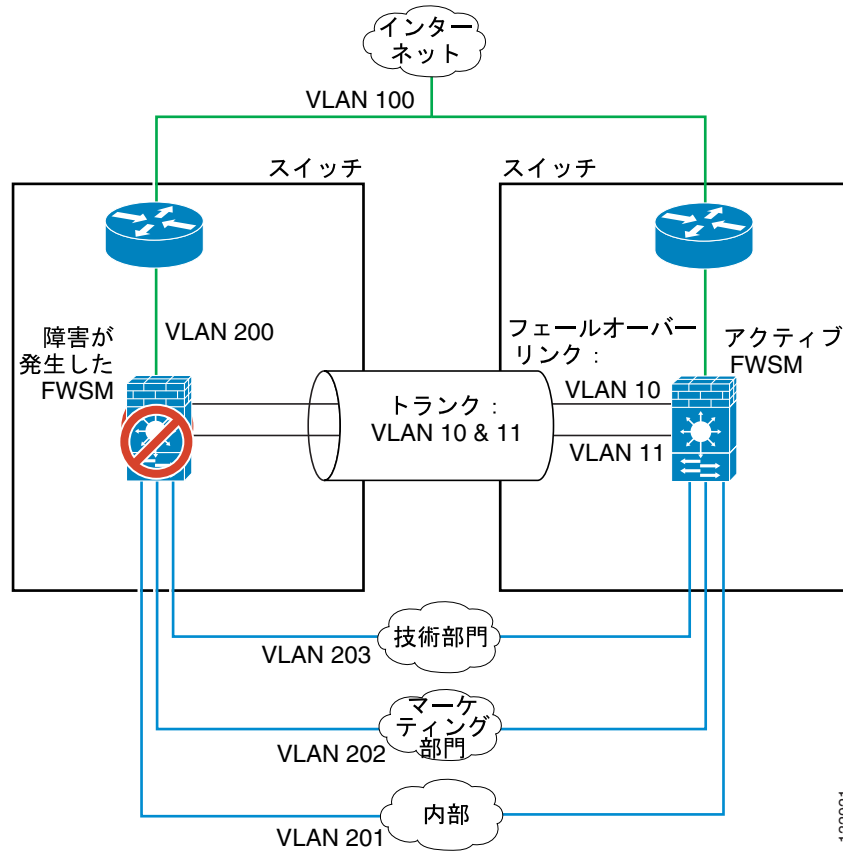 インター
ネット
VLAN 100
スイッチ
スイッチ
障害が
発生した
FWSM
VLAN 200
フェールオーバー
リンク：
アクティブ
FWSM
トランク：
VLAN 10 & 11
VLAN 10
VLAN 11
技術部門
VLAN 203
マーケ
ティング
部門
VLAN 202
内部
VLAN 201